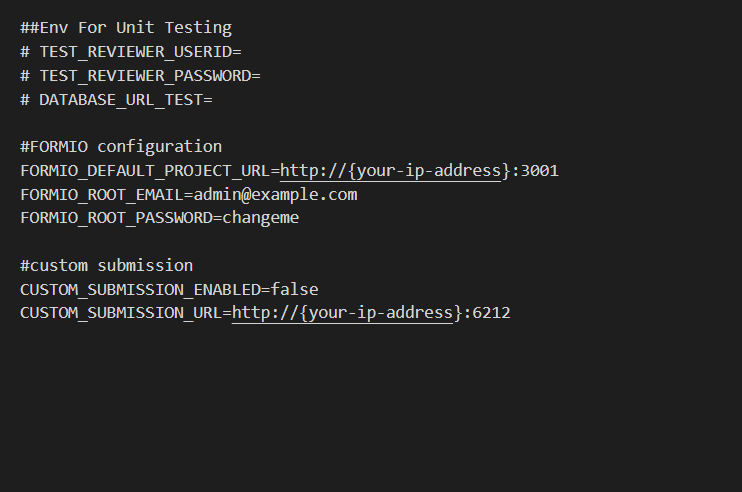 ##Env For Unit Testing
# TEST_REVIEWER_USERID=
# TEST_REVIEWER_PASSWORD=
# DATABASE_URL_TEST=
#FORMIO configuration
FORMIO_DEFAULT_PROJECT_URL=http://{your-ip-address}:3001
FORMIO_ROOT_EMAIL=admin@example.com
FORMIO_ROOT_PASSWORD=changeme
#custom submission
CUSTOM_SUBMISSION_ENABLED=false
CUSTOM_SUBMISSION_URL=http://{your-ip-address}:6212